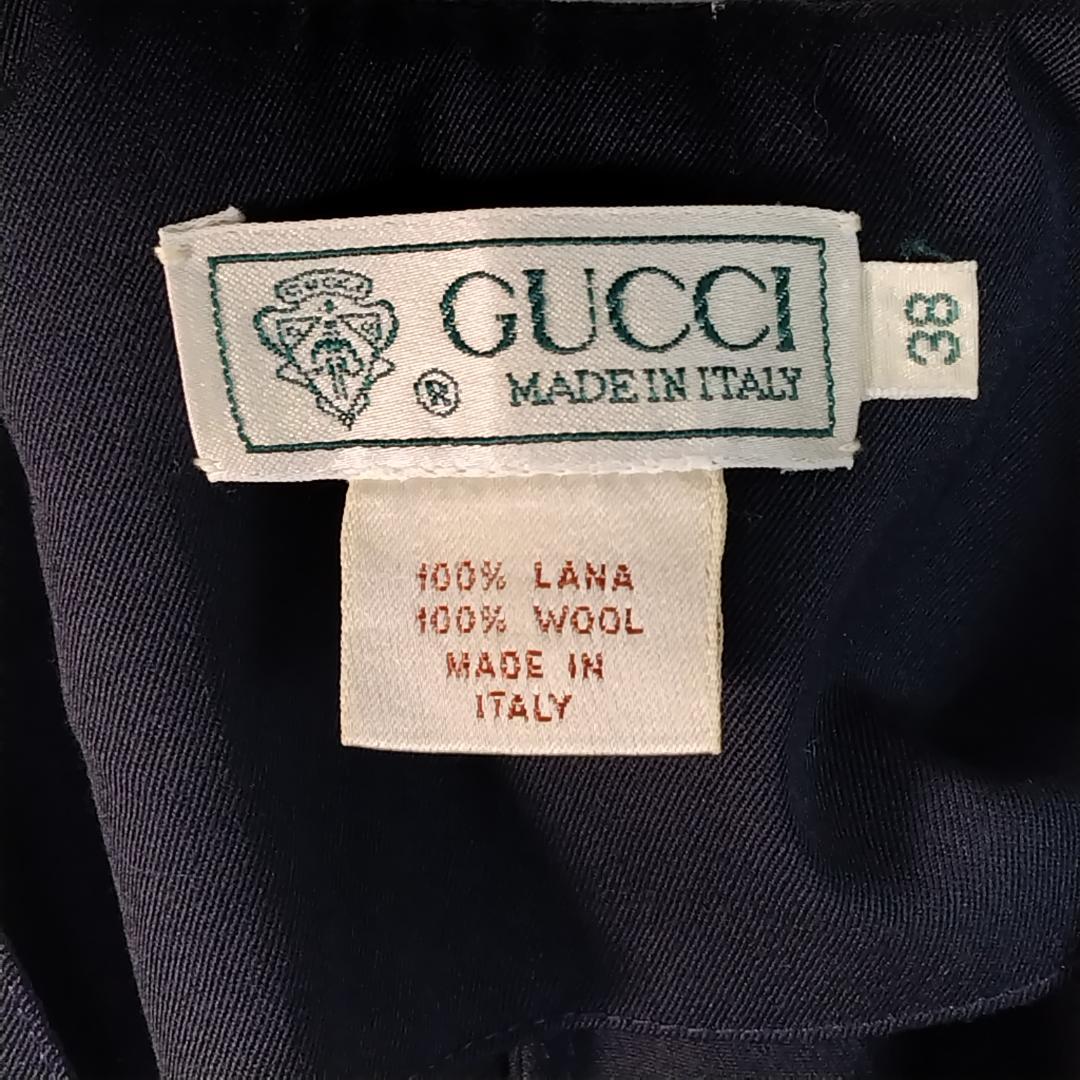 GUCCI
® MADE IN ITALY
38
100% LANA
100% WOOL
MADE IN
ITALY